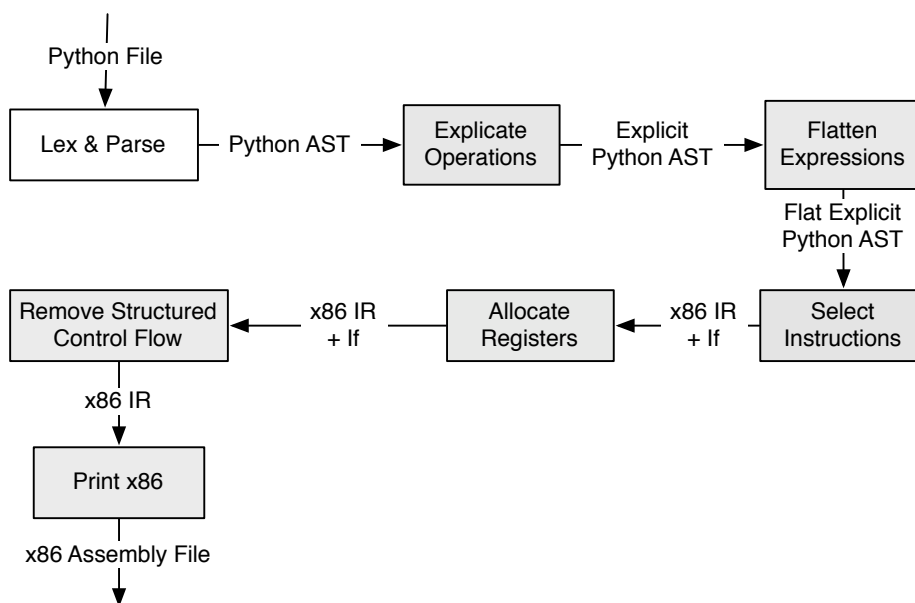 Python File
Lex & Parse
Python AST
Explicate
Operations
Explicit
Python AST
Flatten
Expressions
Flat Explicit
Python AST
Select
Instructions
x86 IR
+ If
Allocate
Registers
x86 IR
+ If
Remove Structured
Control Flow
x86 IR
Print x86
x86 Assembly File